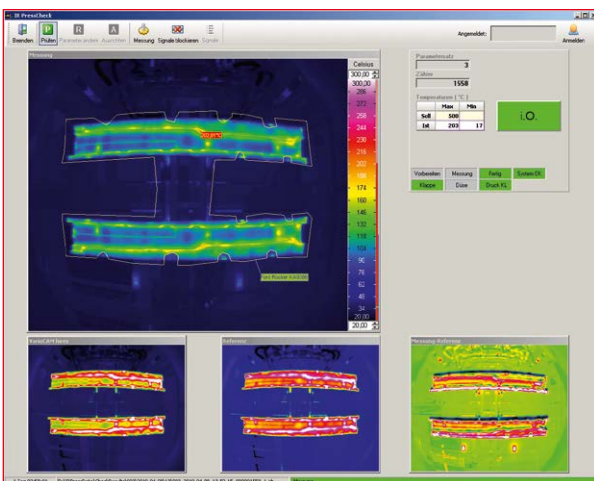 IR PressCheck
Beenden
Prüfen
Parameter ändern
Ausrichten
Messung
Signale blockieren
Signale
Angemeldet:
Anmelden
Messung
Celsius
300,00
300,00
286
272
258
244
230
216
202
188
174
160
146
132
118
104
90
76
62
48
34
20,00
20,00
Parametersatz
3
Zähler
1558
Temperaturen [ °C ]
Max Min
Soll 500
Ist 203 17
i.O.
Vorbereiten Messung Fertig System OK
Klappe Düse Druck KL
VarioCAM hires
Referenz
Messung-Referenz
Messung